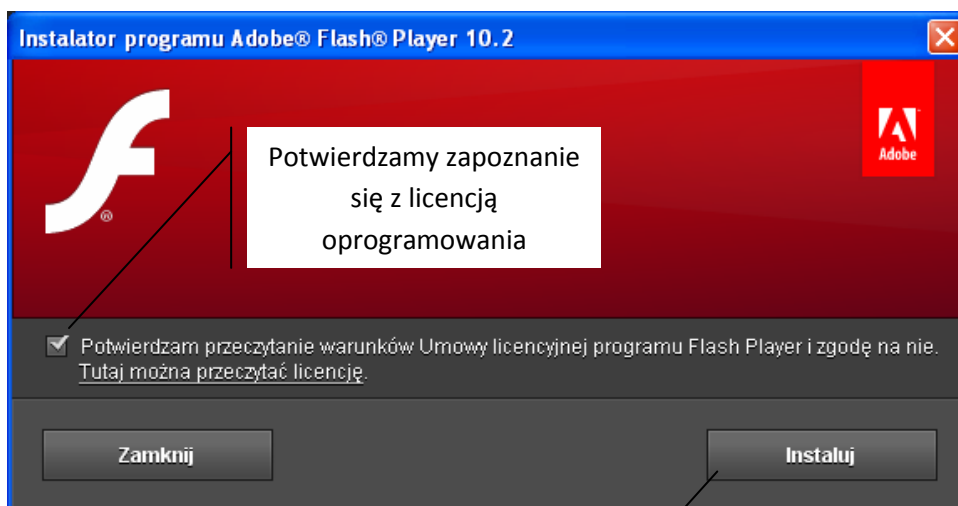 Instalator programu Adobe® Flash® Player 10.2
Adobe
Potwierdzamy zapoznanie
się z licencją
oprogramowania
Potwierdzam przeczytanie warunków Umowy licencyjnej programu Flash Player i zgodę na nie.
Tutaj można przeczytać licencję.
Zamknij
Instaluj